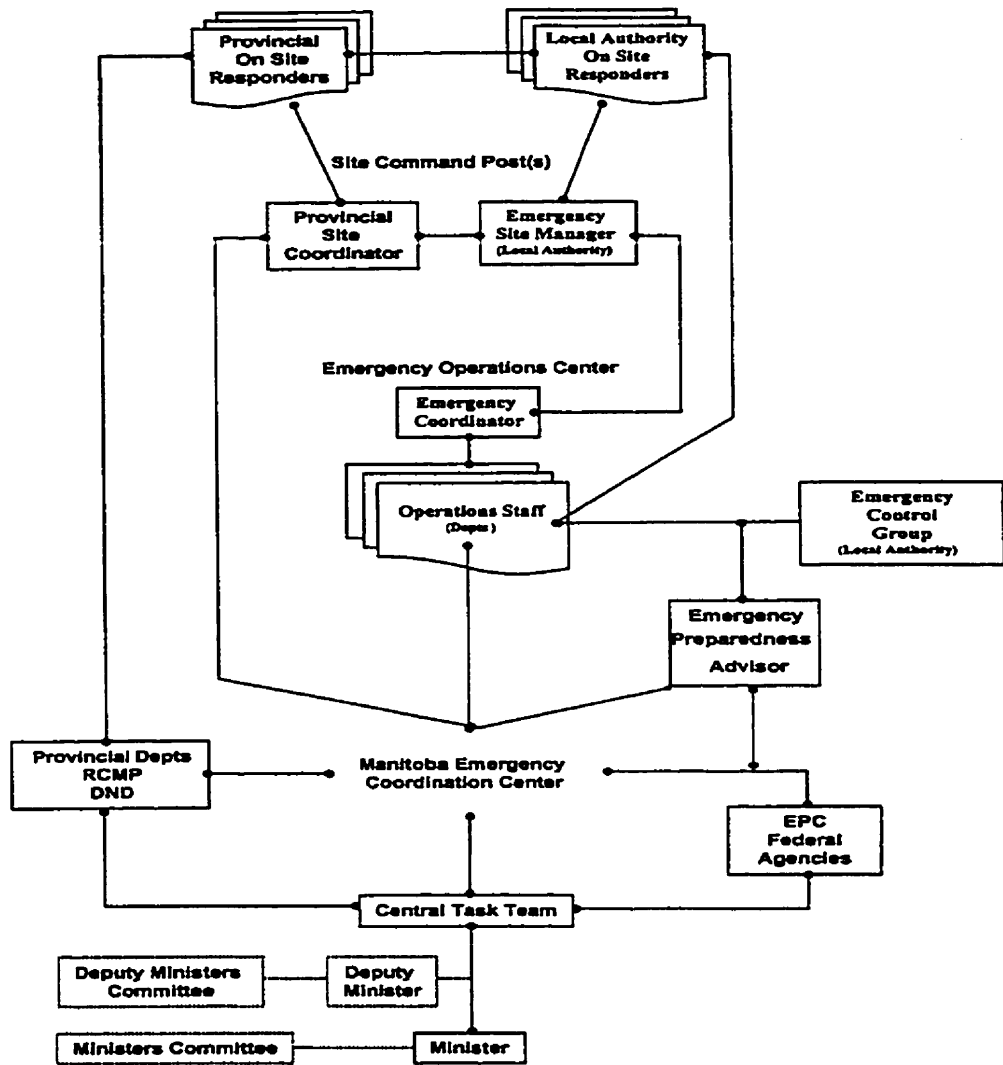 Provincial
On Site
Responders
Local Authority
On Site
Responders
Site Command Post(s)
Provincial
Site
Coordinator
Emergency
Site Manager
(Local Authority)
Emergency Operations Center
Emergency
Coordinator
Operations Staff
(Depts)
Emergency
Control
Group
(Local Authority)
Emergency
Preparedness
Advisor
Provincial Depts
RCMP
DND
Manitoba Emergency
Coordination Center
EPC
Federal
Agencies
Central Task Team
Deputy Ministers
Committee
Deputy
Minister
Ministers Committee
Minister